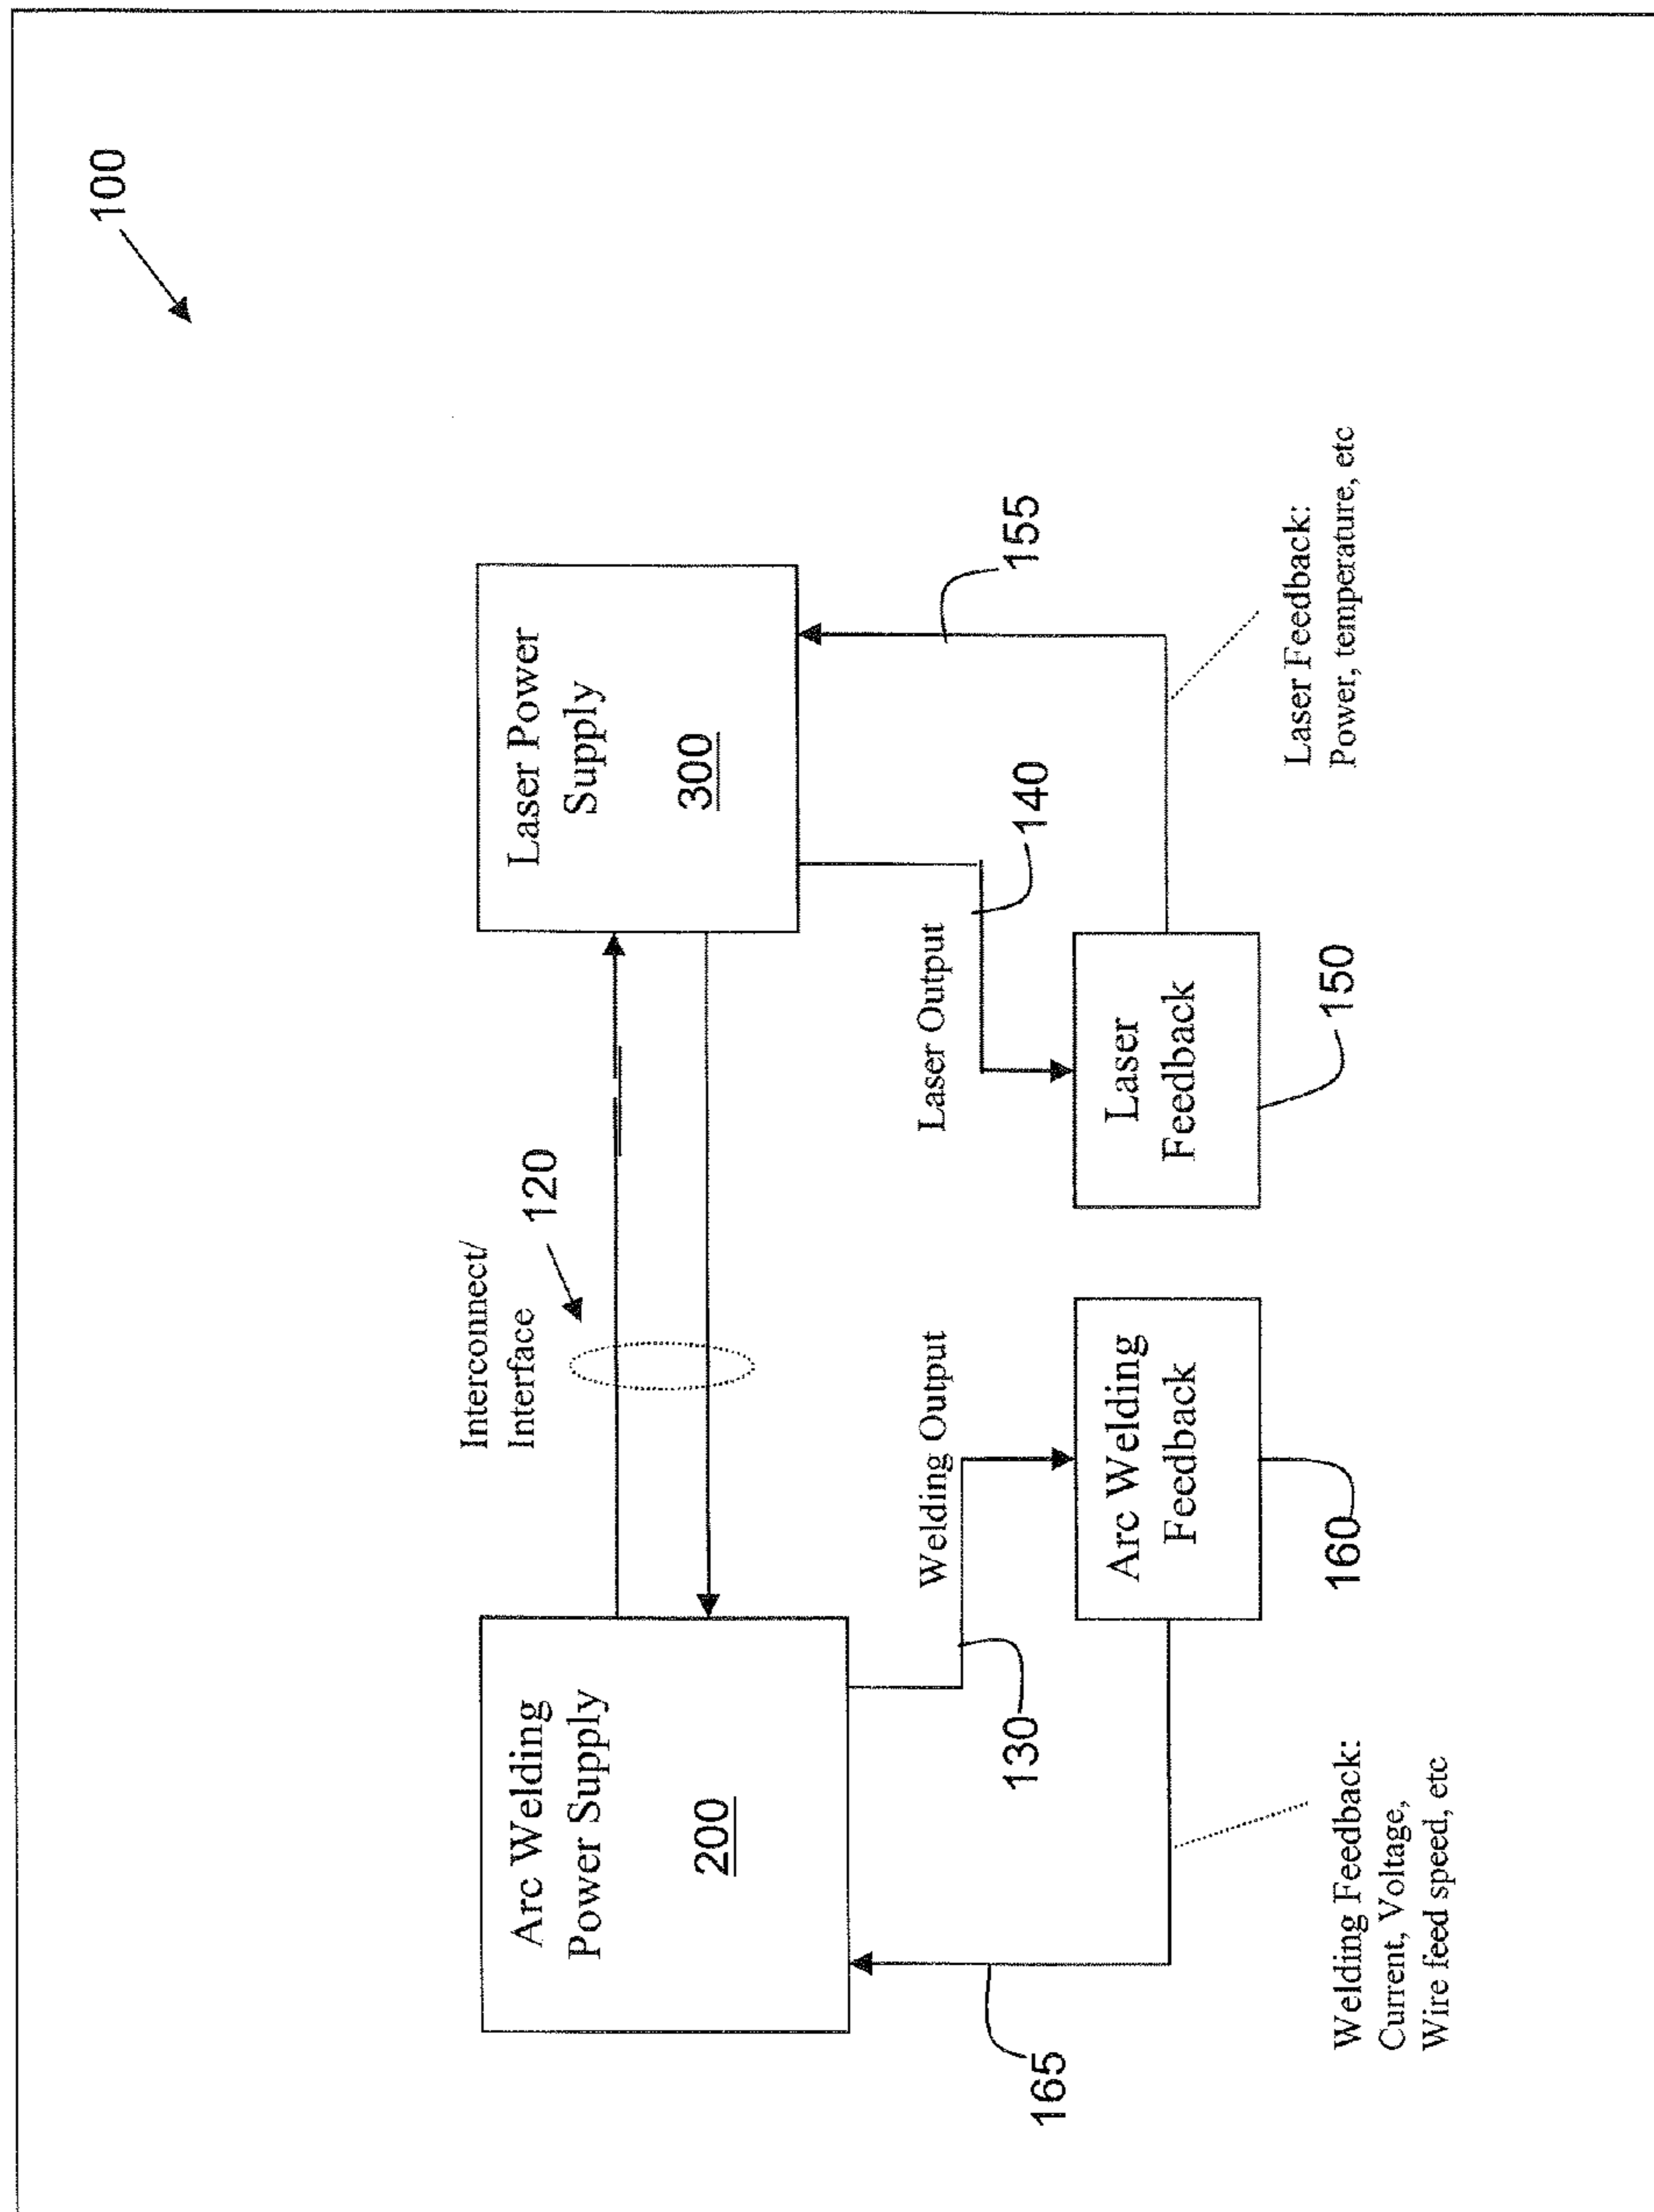 100
Interconnect/
Interface
120
Arc Welding
Power Supply
200
Laser Power
Supply
300
Welding Output
130
Laser Output
140
155
165
Arc Welding
Feedback
160
Laser
Feedback
150
Welding Feedback:
Current, Voltage,
Wire feed speed, etc
Laser Feedback:
Power, temperature, etc